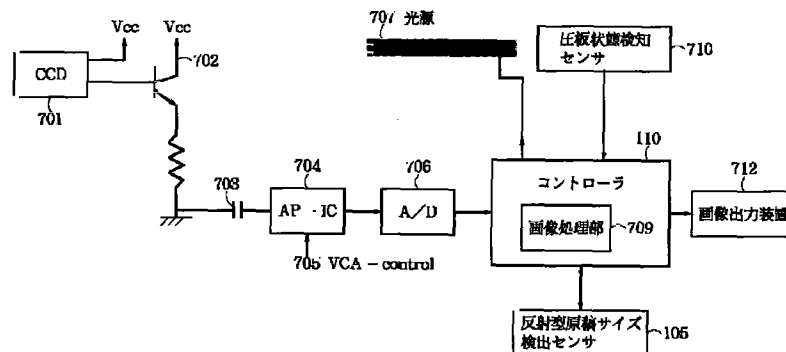 Vcc
Vcc
702
CCD
701
707 光源
圧板状態検知
センサ
710
703
704
AP - IC
705 VCA - control
706
A/D
110
コントローラ
画像処理部
709
712
画像出力装置
反射型原稿サイズ
検出センサ
105